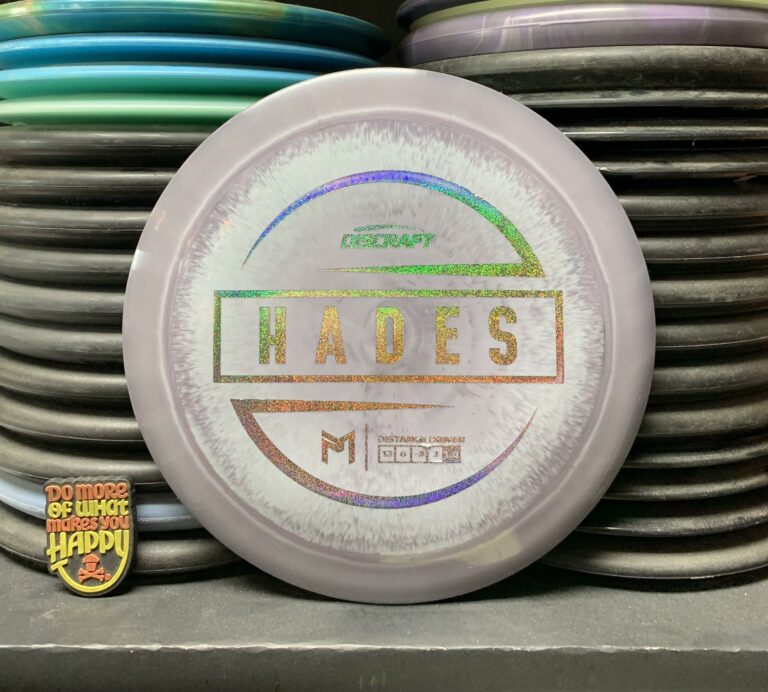 DISCRAFT
HADES
DISTANCE DRIVER
DO MORE
OF WHAT
makes you
HAPPY